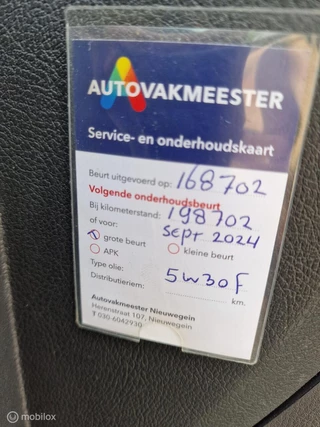 AUTOVAKMEESTER
Service- en onderhoudskaart
Beurt uitgevoerd op: 168702
Volgende onderhoudsbeurt
Bij kilometerstand: 198702
of voor: sept 2024
grote beurt kleine beurt
APK
Type olie: 5w30F
Distributieriem: km.
Autovakmeester Nieuwegein
Herenstraat 107, Nieuwegein
T 030-6042930
© mobilox